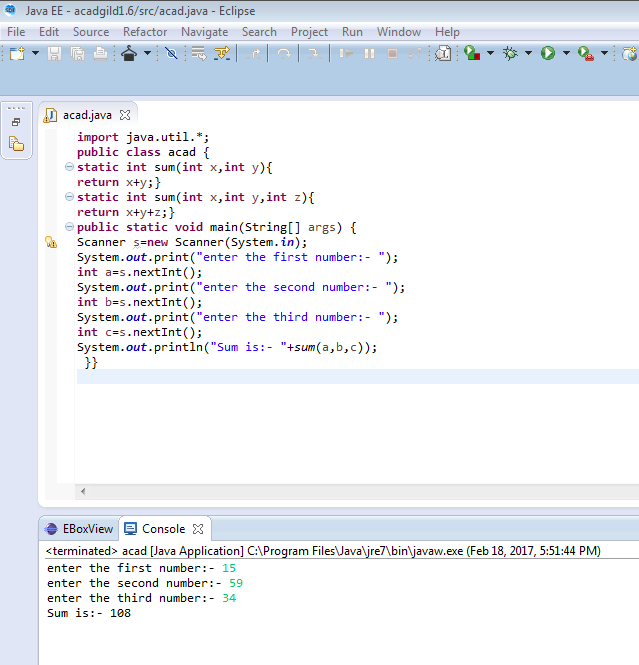 Java EE - acadgild1.6/src/acad.java - Eclipse
File Edit Source Refactor Navigate Search Project Run Window Help
acad.java
import java.util.*;
public class acad {
static int sum(int x,int y){
return x+y;}
static int sum(int x,int y,int z){
return x+y+z;}
public static void main(String[] args) {
Scanner s=new Scanner(System.in);
System.out.print("enter the first number:- ");
int a=s.nextInt();
System.out.print("enter the second number:- ");
int b=s.nextInt();
System.out.print("enter the third number:- ");
int c=s.nextInt();
System.out.println("Sum is:- "+sum(a,b,c));
}}
EBoxView Console
<terminated> acad [Java Application] C:\Program Files\Java\jre7\bin\javaw.exe (Feb 18, 2017, 5:51:44 PM)
enter the first number:- 15
enter the second number:- 59
enter the third number:- 34
Sum is:- 108